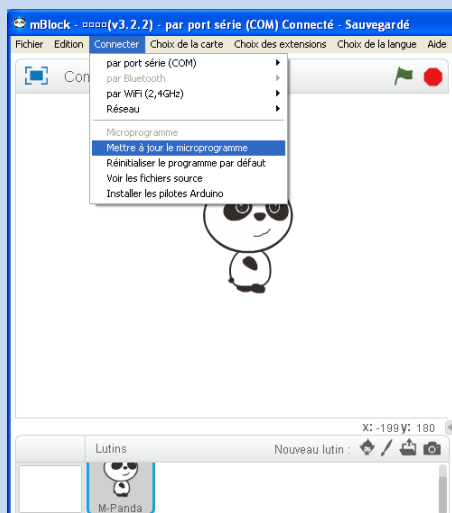 mBlock - ▫▫▫▫(v3.2.2) - par port série (COM) Connecté - Sauvegardé
Fichier Edition Connecter Choix de la carte Choix des extensions Choix de la langue Aide
Con
par port série (COM)
par Bluetooth
par WiFi (2,4GHz)
Réseau
Microprogramme
Mettre à jour le microprogramme
Réinitialiser le programme par défaut
Voir les fichiers source
Installer les pilotes Arduino
X: -199 y: 180
Lutins Nouveau lutin :
M-Panda